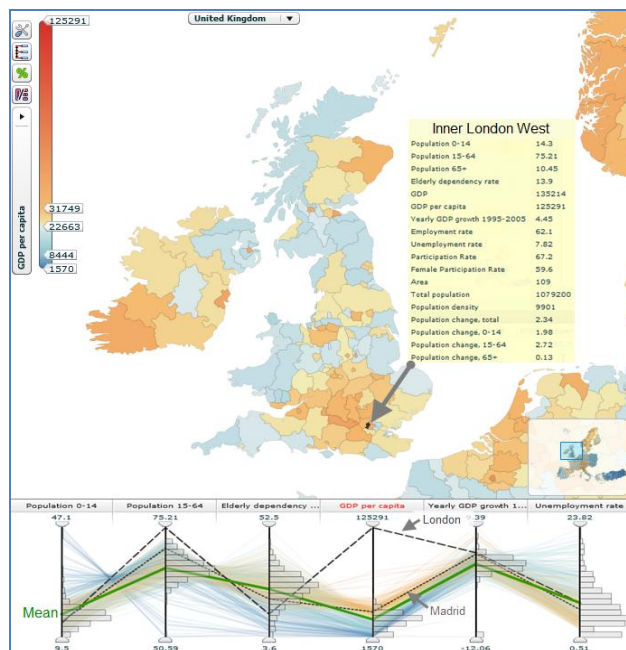 United Kingdom
125291
%
31749
22663
8444
1570
GDP per capita
Inner London West
Population 0-14 14.3
Population 15-64 75.21
Population 65+ 10.45
Elderly dependency rate 13.9
GDP 135214
GDP per capita 125291
Yearly GDP growth 1995-2005 4.45
Employment rate 62.1
Unemployment rate 7.82
Participation Rate 67.2
Female Participation Rate 59.6
Area 109
Total population 1079200
Population density 9901
Population change, total 2.34
Population change, 0-14 1.98
Population change, 15-64 2.72
Population change, 65+ 0.13
Population 0-14 Population 15-64 Elderly dependency ... GDP per capita Yearly GDP growth 1... Unemployment rate
47.1 75.21 52.5 125291 9.39 23.82
London
Mean
Madrid
9.5 50.59 3.6 1570 -12.06 0.51